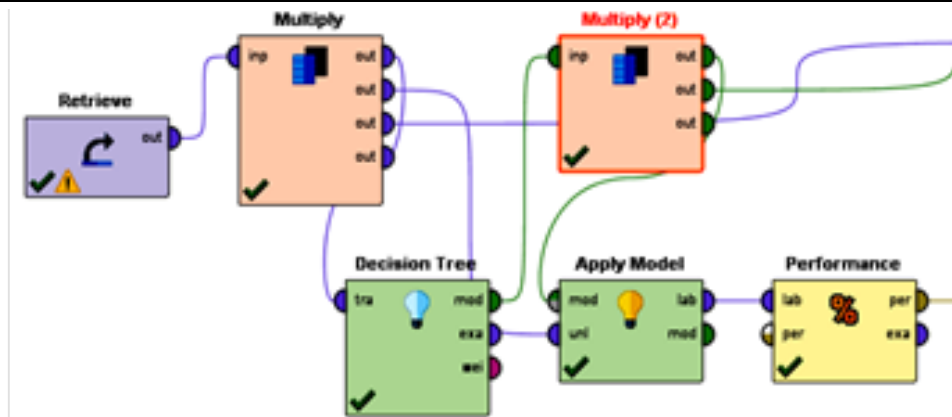 Multiply
inp
out
out
out
out
Multiply (2)
inp
out
out
out
Retrieve
out
Decision Tree
tra
mod
exa
wei
Apply Model
mod
unl
lab
mod
Performance
lab
per
%
per
exa